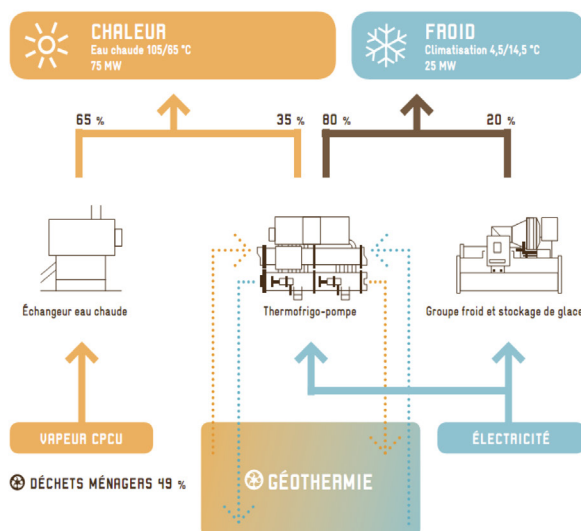 CHALEUR
Eau chaude 105/65 °C
75 MW
FROID
Climatisation 4,5/14,5 °C
25 MW
65 %
35 %
80 %
20 %
Échangeur eau chaude
Thermofrigo-pompe
Groupe froid et stockage de glace
VAPEUR CPCU
ÉLECTRICITÉ
DÉCHETS MÉNAGERS 49 %
GÉOTHERMIE